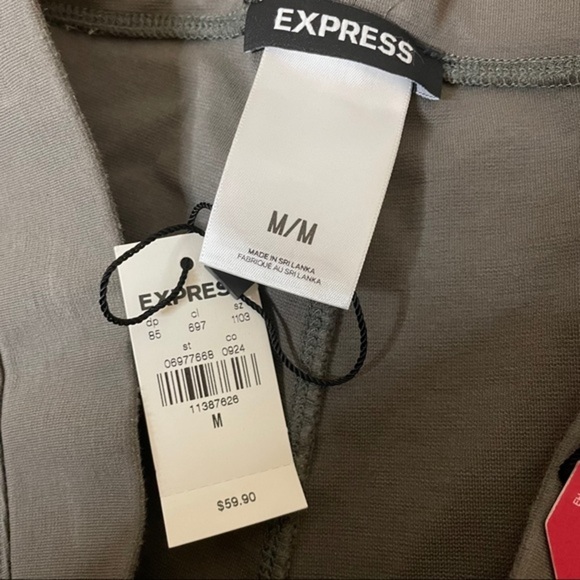 EXPRESS
M/M
MADE IN SRI LANKA
FABRIQUÉ AU SRI LANKA
EXPRESS
dp cl sz
85 697 1103
st co
06977668 0924
11387626
M
$59.90